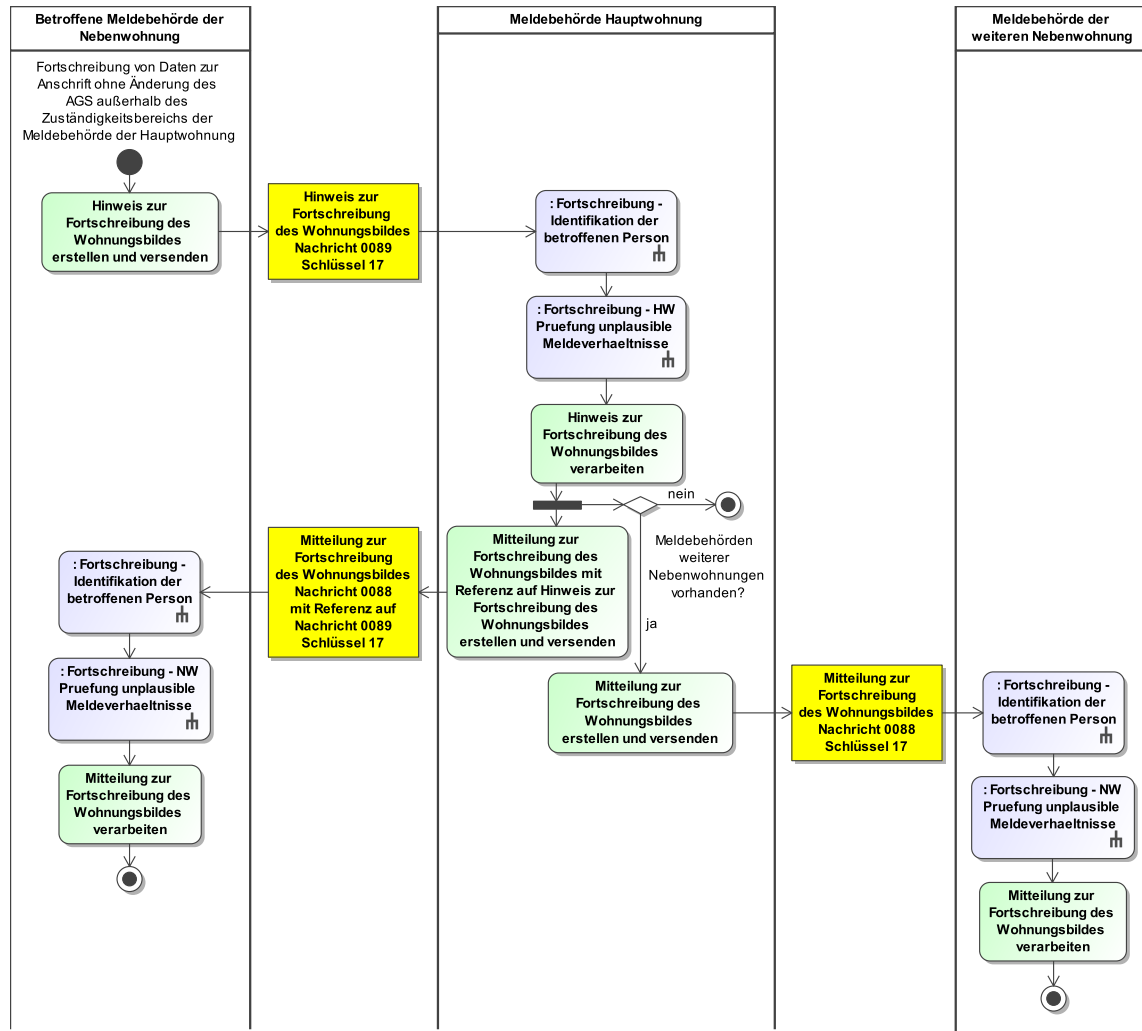 Betroffene Meldebehörde der
Nebenwohnung
Meldebehörde Hauptwohnung
Meldebehörde der
weiteren Nebenwohnung
Fortschreibung von Daten zur
Anschrift ohne Änderung des
AGS außerhalb des
Zuständigkeitsbereichs der
Meldebehörde der Hauptwohnung
Hinweis zur
Fortschreibung des
Wohnungsbildes
erstellen und versenden
Hinweis zur
Fortschreibung
des Wohnungsbildes
Nachricht 0089
Schlüssel 17
: Fortschreibung -
Identifikation der
betroffenen Person
: Fortschreibung - HW
Pruefung unplausible
Meldeverhaeltnisse
Hinweis zur
Fortschreibung des
Wohnungsbildes
verarbeiten
nein
Meldebehörden
weiterer
Nebenwohnungen
vorhanden?
ja
Mitteilung zur
Fortschreibung des
Wohnungsbildes mit
Referenz auf Hinweis zur
Fortschreibung des
Wohnungsbildes
erstellen und versenden
Mitteilung zur
Fortschreibung
des Wohnungsbildes
Nachricht 0088
mit Referenz auf
Nachricht 0089
Schlüssel 17
: Fortschreibung -
Identifikation der
betroffenen Person
: Fortschreibung - NW
Pruefung unplausible
Meldeverhaeltnisse
Mitteilung zur
Fortschreibung des
Wohnungsbildes
verarbeiten
Mitteilung zur
Fortschreibung des
Wohnungsbildes
erstellen und versenden
Mitteilung zur
Fortschreibung
des Wohnungsbildes
Nachricht 0088
Schlüssel 17
: Fortschreibung -
Identifikation der
betroffenen Person
: Fortschreibung - NW
Pruefung unplausible
Meldeverhaeltnisse
Mitteilung zur
Fortschreibung des
Wohnungsbildes
verarbeiten